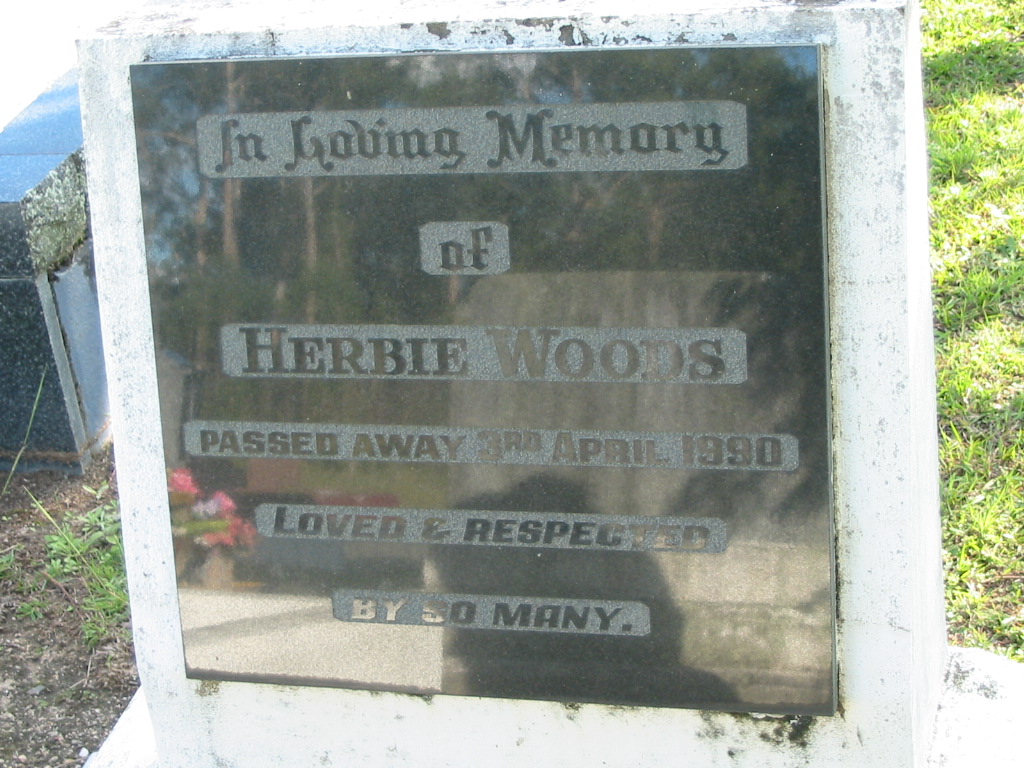 In Loving Memory
of
HERBIE WOODS
PASSED AWAY 3RD APRIL 1990
LOVED & RESPECTED
BY SO MANY.